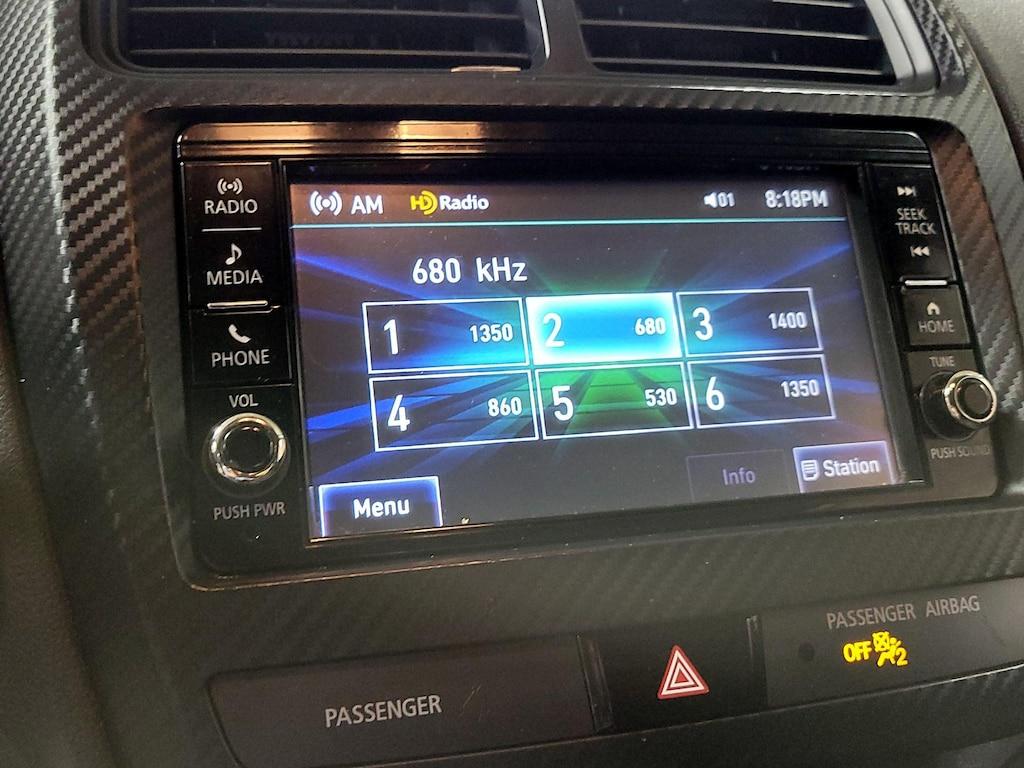 RADIO
MEDIA
PHONE
VOL
PUSH PWR
AM HD Radio 01 8:18PM
680 kHz
1 1350 2 680 3 1400
4 860 5 530 6 1350
Menu Info Station
SEEK
TRACK
HOME
TUNE
PUSH SOUND
PASSENGER AIRBAG
OFF 2
PASSENGER